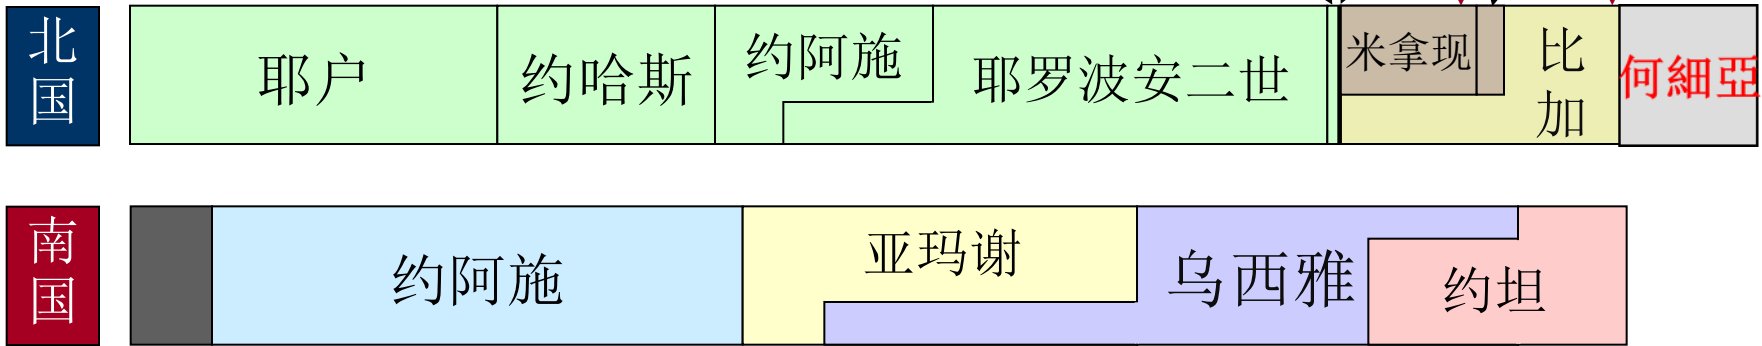 北国
耶户
约哈斯
约阿施
耶罗波安二世
米拿现
比加
何細亞
南国
约阿施
亚玛谢
乌西雅
约坦